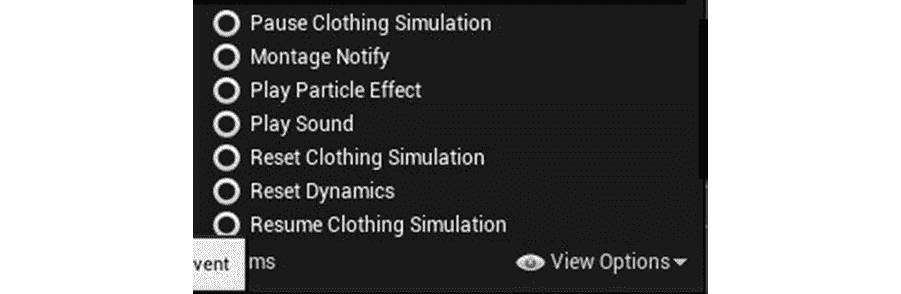 Pause Clothing Simulation
Montage Notify
Play Particle Effect
Play Sound
Reset Clothing Simulation
Reset Dynamics
Resume Clothing Simulation
vent ms View Options